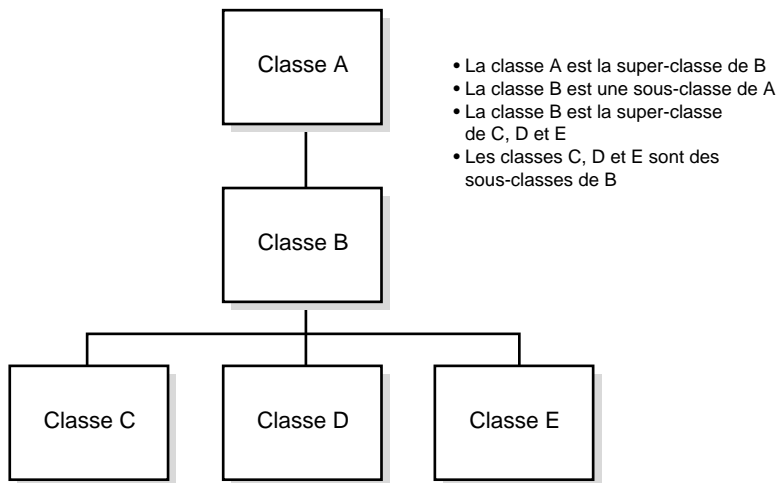 Classe A
• La classe A est la super-classe de B
• La classe B est une sous-classe de A
• La classe B est la super-classe
de C, D et E
• Les classes C, D et E sont des
sous-classes de B
Classe B
Classe C
Classe D
Classe E